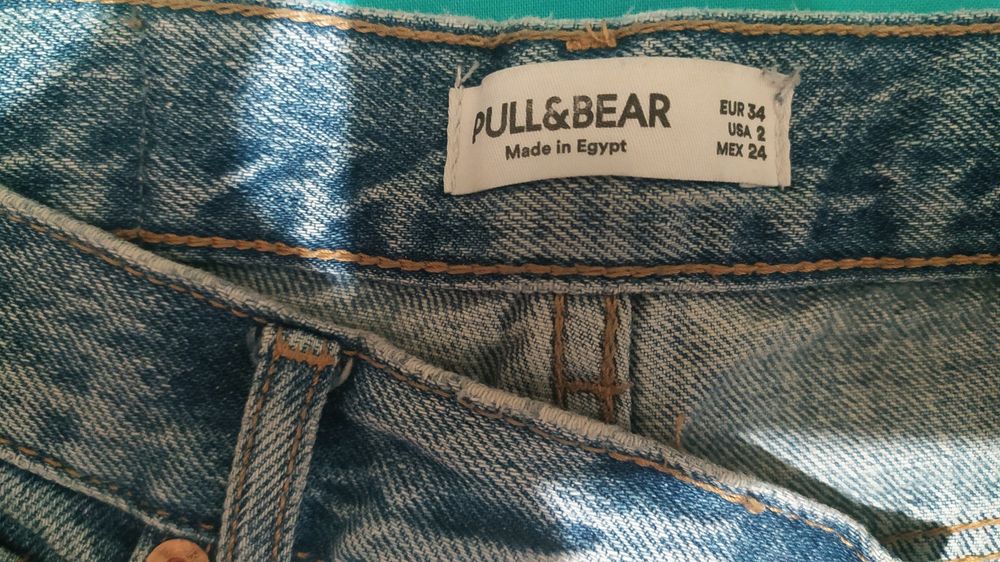 PULL&BEAR
Made in Egypt
EUR 34
USA 2
MEX 24